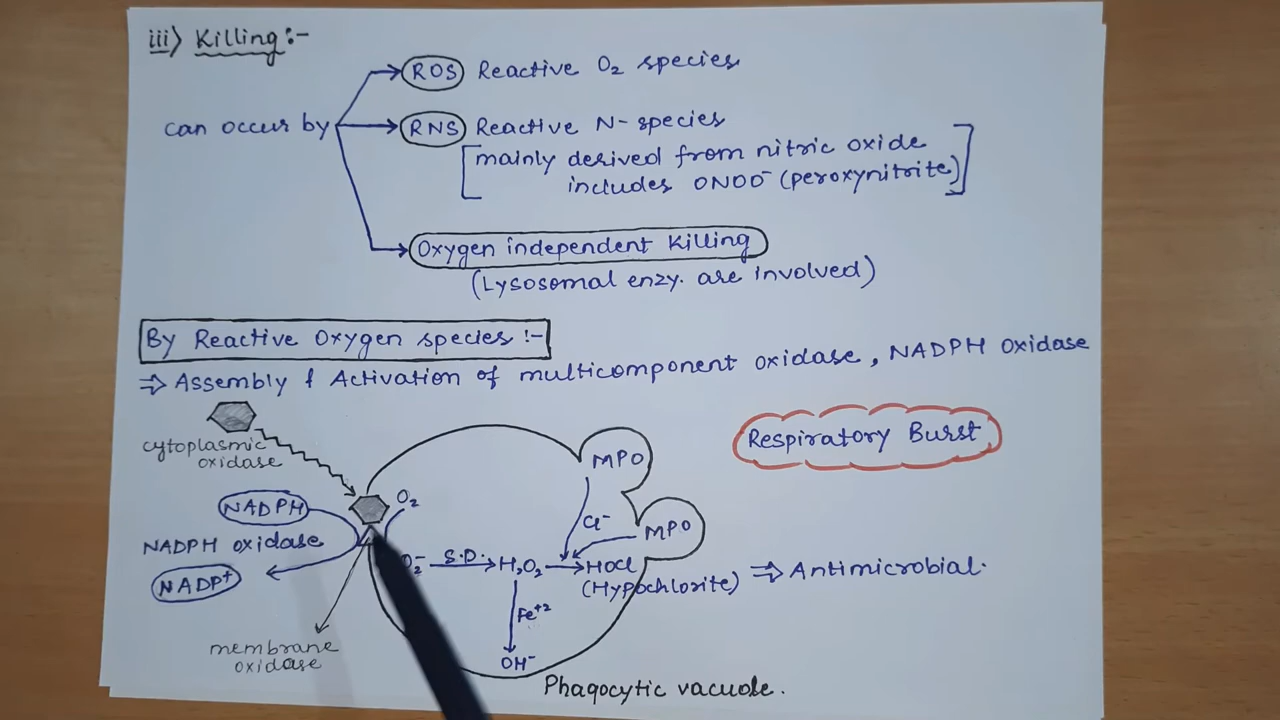 iii) Killing:-
can occur by
ROS Reactive O2 species
RNS Reactive N-species
[mainly derived from nitric oxide
includes ONOO- (peroxynitrite)]
Oxygen independent Killing
(Lysosomal enzy. are involved)
By Reactive Oxygen species :-
⇒ Assembly & Activation of multicomponent oxidase, NADPH oxidase
Respiratory Burst
cytoplasmic
oxidase
NADPH
NADPH oxidase
NADP+
membrane
oxidase
O2
O2- S.D. H2O2 HOCl
(Hypochlorite) ⇒ Antimicrobial.
MPO
Cl-
MPO
Fe+2
OH-
Phagocytic vacuole.